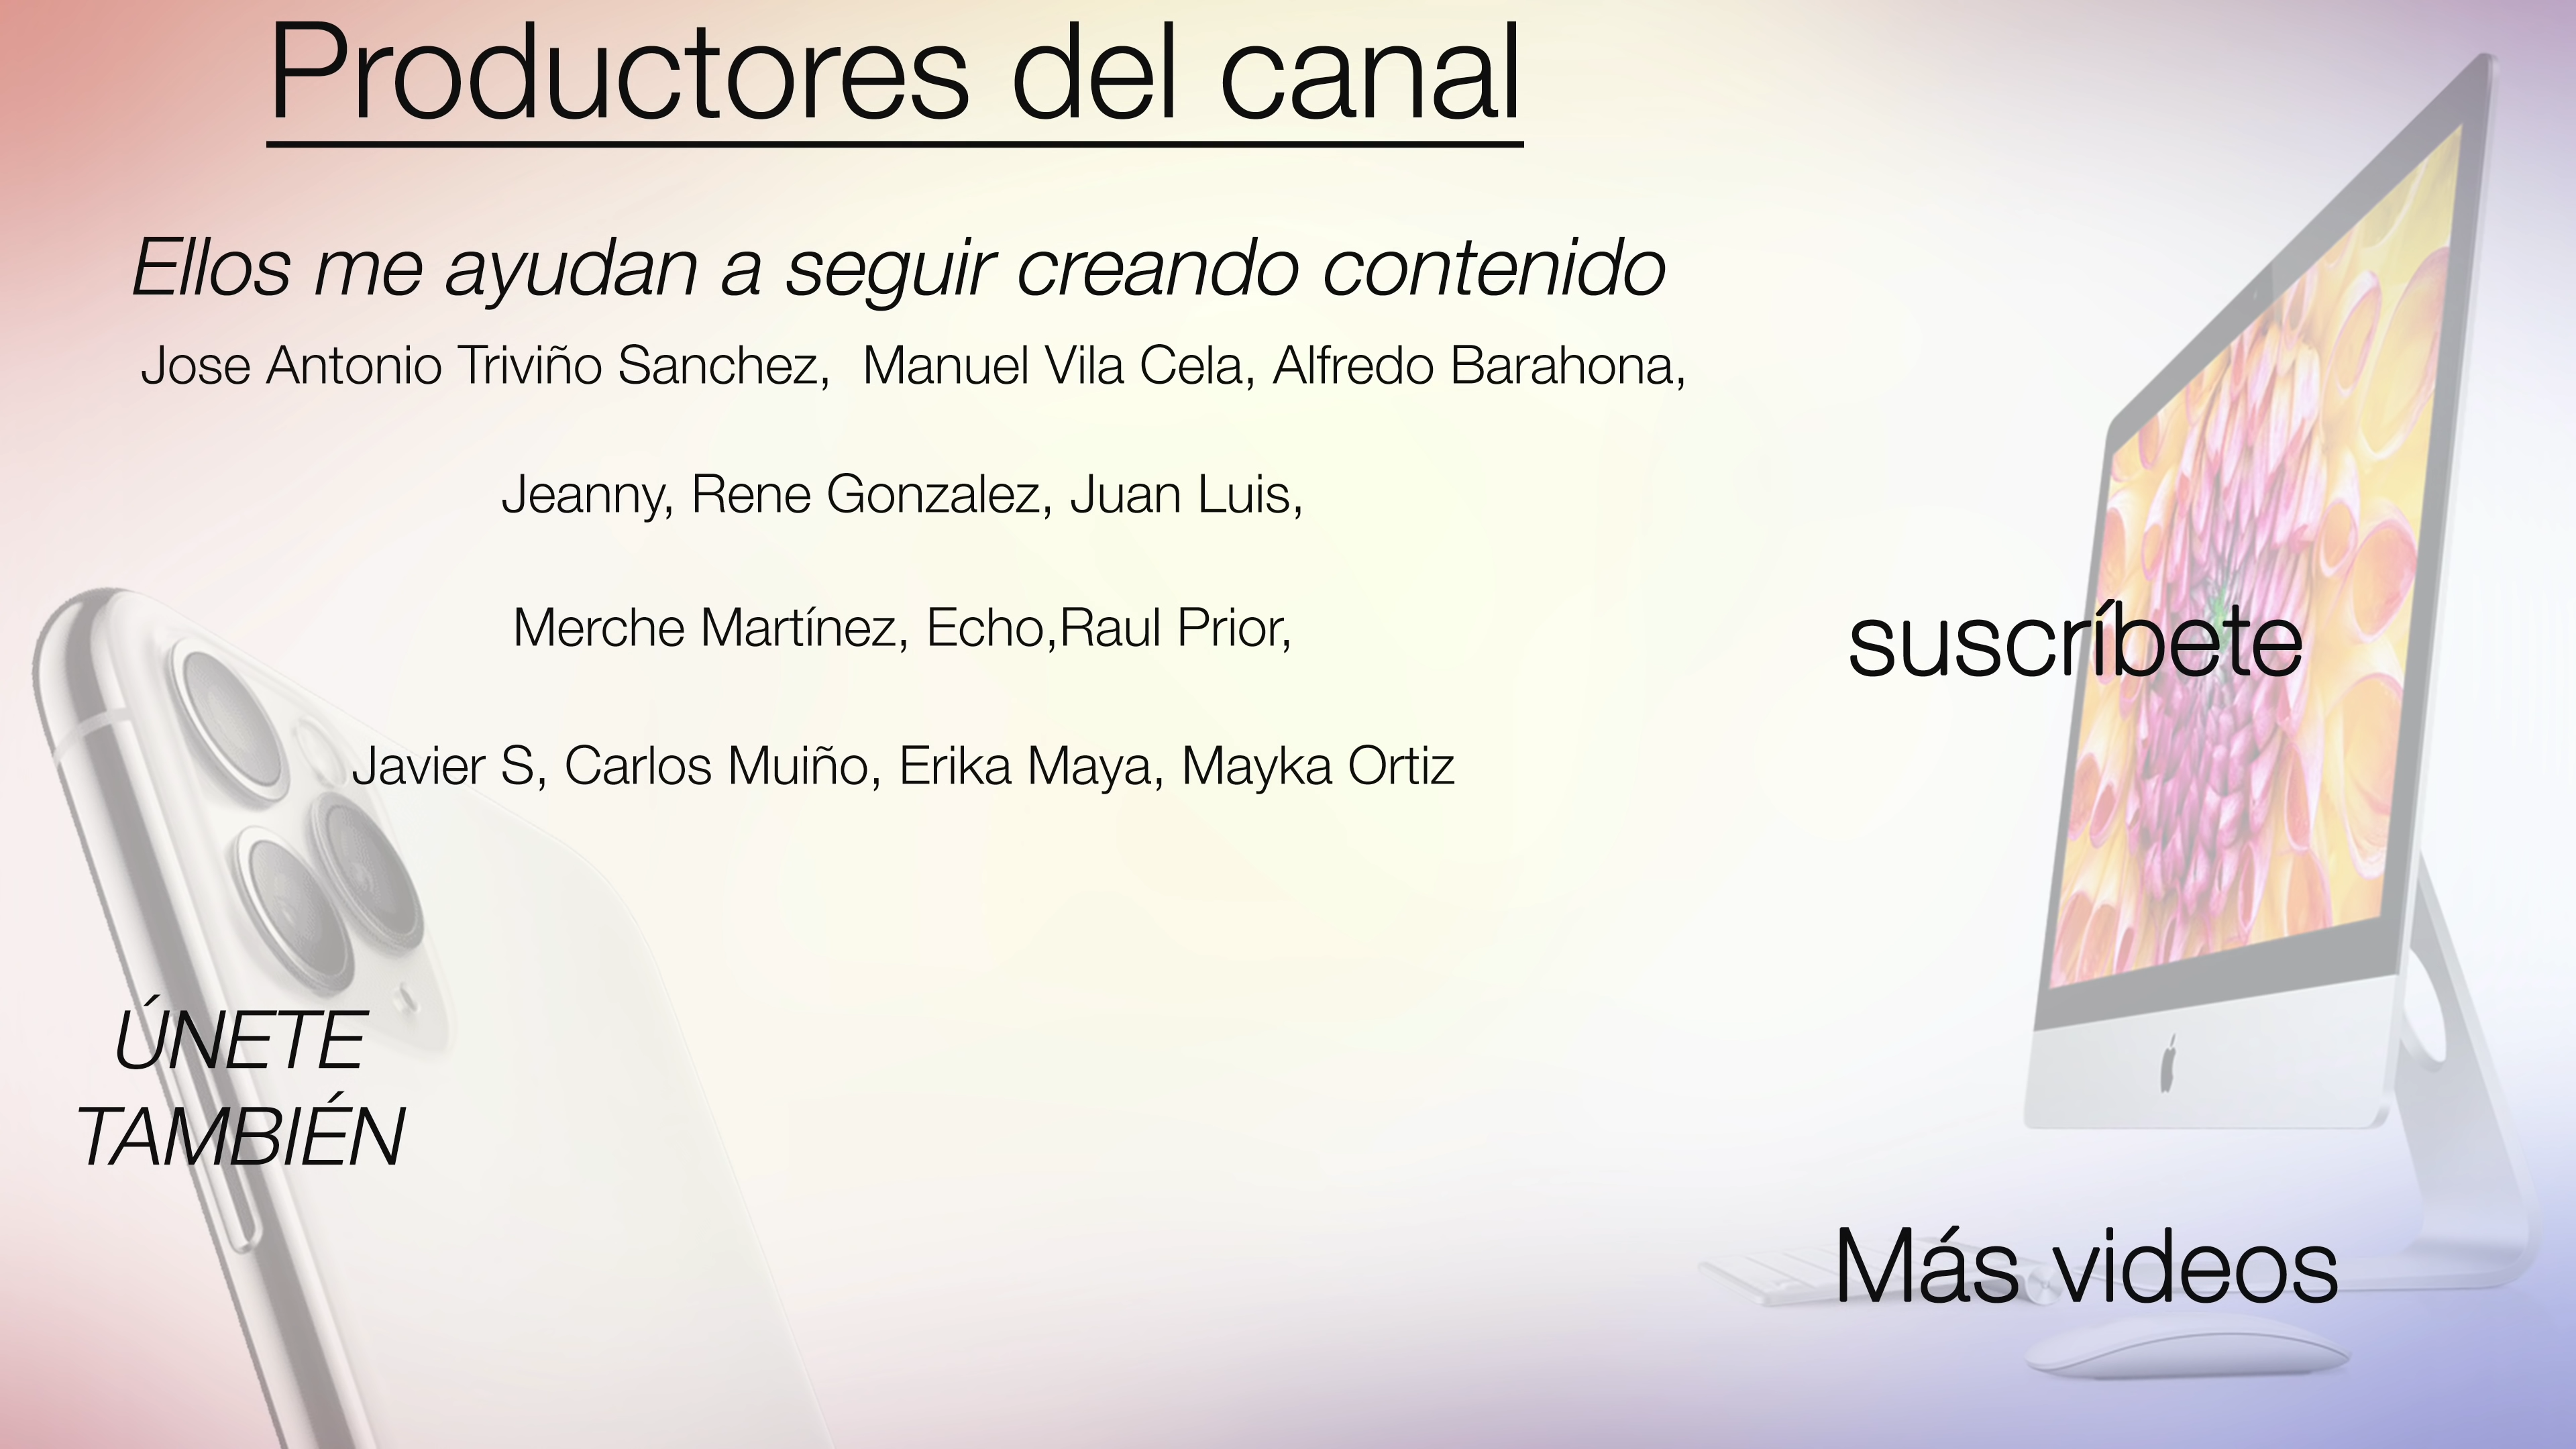 Productores del canal
Ellos me ayudan a seguir creando contenido
Jose Antonio Triviño Sanchez,  Manuel Vila Cela, Alfredo Barahona,
Jeanny, Rene Gonzalez, Juan Luis,
Merche Martínez, Echo,Raul Prior,
suscríbete
Javier S, Carlos Muiño, Erika Maya, Mayka Ortiz
ÚNETE
TAMBIÉN
Más videos